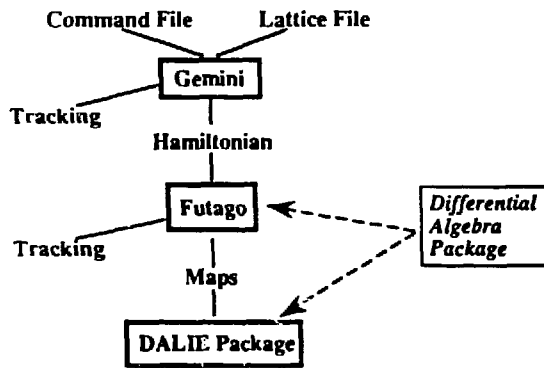 Command File
Lattice File
Gemini
Tracking
Hamiltonian
Futago
Differential
Algebra
Package
Tracking
Maps
DALIE Package